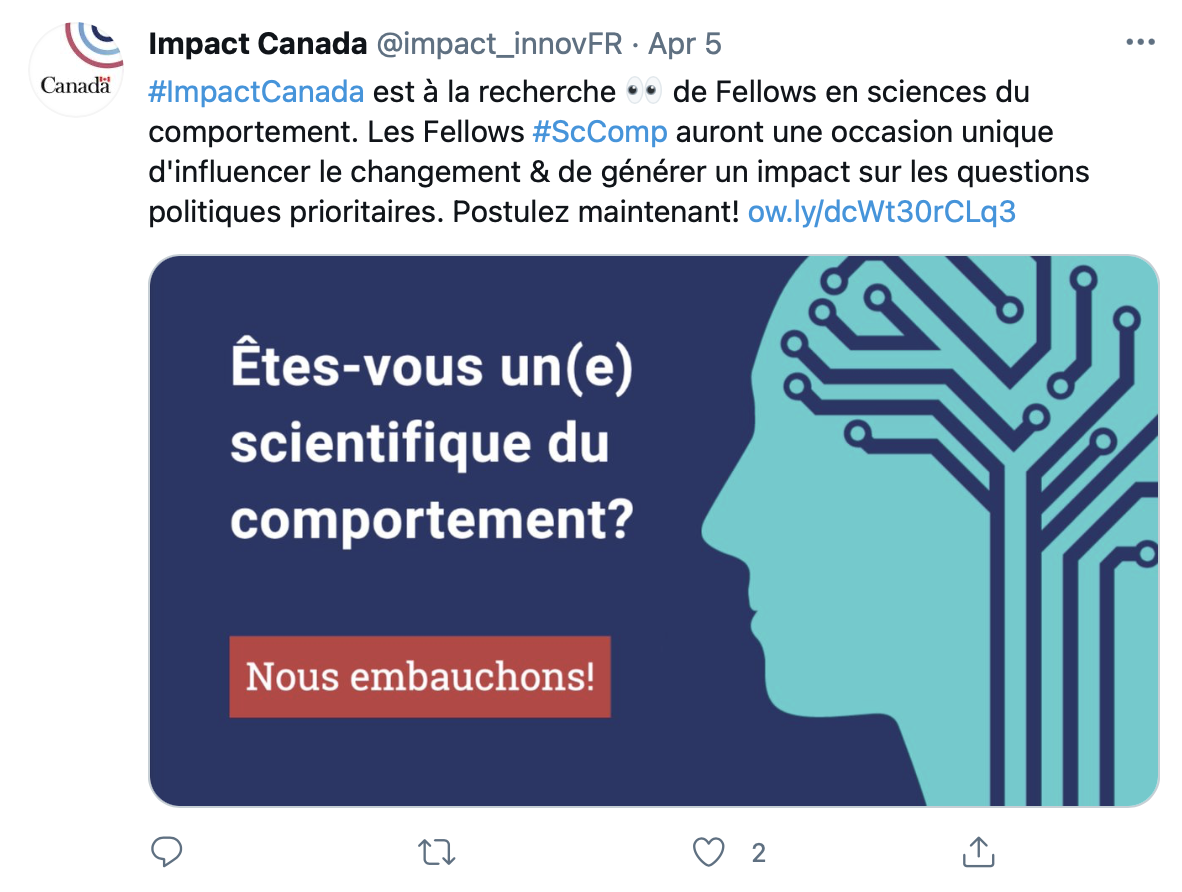 Impact Canada @impact_innovFR · Apr 5
Canada
#ImpactCanada est à la recherche 👀 de Fellows en sciences du
comportement. Les Fellows #ScComp auront une occasion unique
d'influencer le changement & de générer un impact sur les questions
politiques prioritaires. Postulez maintenant! ow.ly/dcWt30rCLq3
Êtes-vous un(e)
scientifique du
comportement?
Nous embauchons!
2